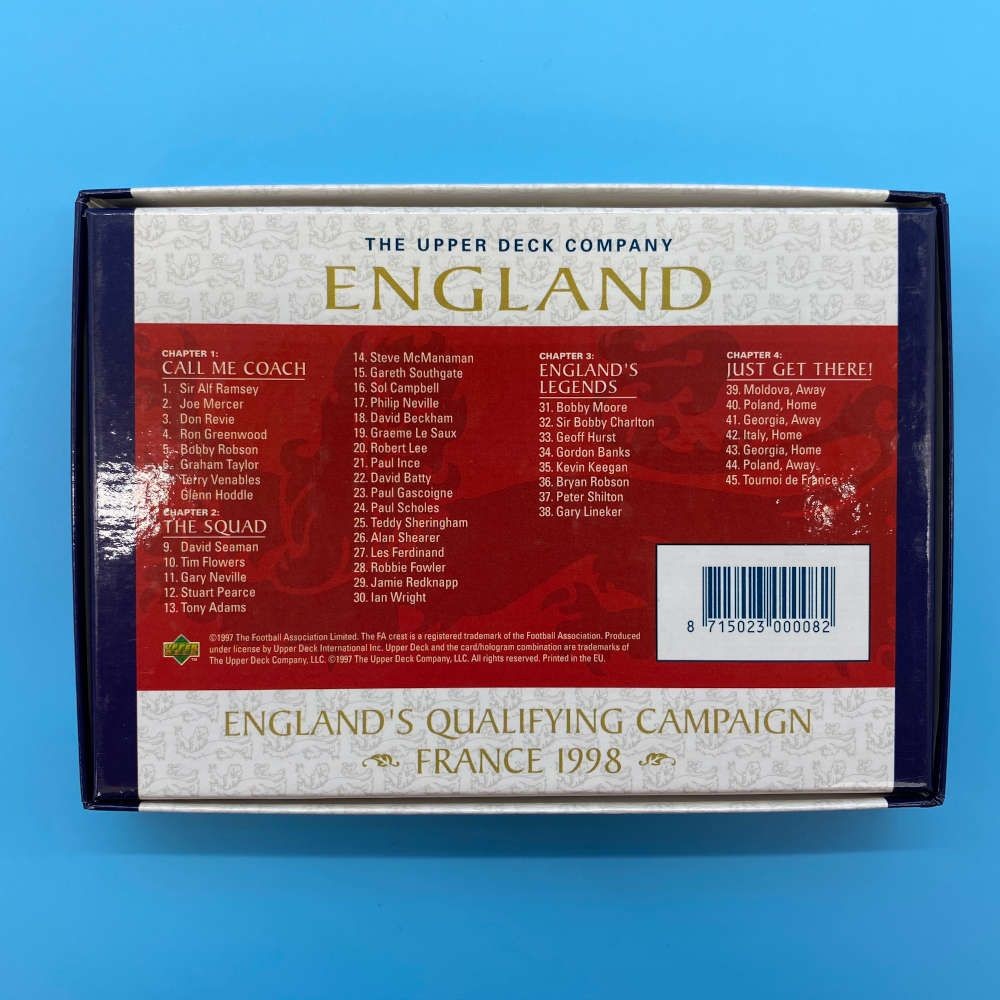 THE UPPER DECK COMPANY
ENGLAND
CHAPTER 1:
CALL ME COACH
1. Sir Alf Ramsey
2. Joe Mercer
3. Don Revie
4. Ron Greenwood
5. Bobby Robson
6. Graham Taylor
7. Terry Venables
Glenn Hoddle
CHAPTER 2:
THE SQUAD
9. David Seaman
10. Tim Flowers
11. Gary Neville
12. Stuart Pearce
13. Tony Adams
14. Steve McManaman
15. Gareth Southgate
16. Sol Campbell
17. Philip Neville
18. David Beckham
19. Graeme Le Saux
20. Robert Lee
21. Paul Ince
22. David Batty
23. Paul Gascoigne
24. Paul Scholes
25. Teddy Sheringham
26. Alan Shearer
27. Les Ferdinand
28. Robbie Fowler
29. Jamie Redknapp
30. Ian Wright
CHAPTER 3:
ENGLAND'S
LEGENDS
31. Bobby Moore
32. Sir Bobby Charlton
33. Geoff Hurst
34. Gordon Banks
35. Kevin Keegan
36. Bryan Robson
37. Peter Shilton
38. Gary Lineker
CHAPTER 4:
JUST GET THERE!
39. Moldova, Away
40. Poland, Home
41. Georgia, Away
42. Italy, Home
43. Georgia, Home
44. Poland, Away
45. Tournoi de France
8 715023 000082
©1997 The Football Association Limited. The FA crest is a registered trademark of the Football Association. Produced
under license by Upper Deck International Inc. Upper Deck and the card/hologram combination are trademarks of
The Upper Deck Company, LLC. ©1997 The Upper Deck Company, LLC. All rights reserved. Printed in the EU.
ENGLAND'S QUALIFYING CAMPAIGN
FRANCE 1998